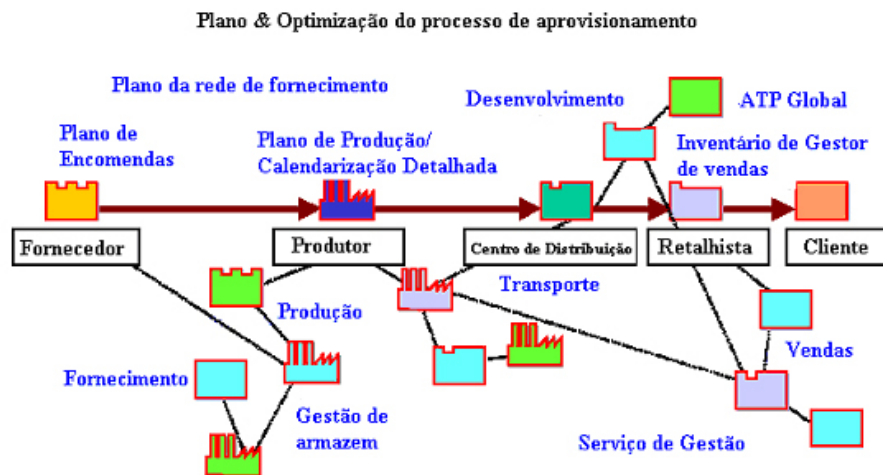 Plano & Optimização do processo de aprovisionamento
Plano da rede de fornecimento
Desenvolvimento
ATP Global
Plano de
Encomendas
Plano de Produção/
Calendarização Detalhada
Inventário de Gestor
de vendas
Fornecedor
Produtor
Centro de Distribuição
Retalhista
Cliente
Produção
Transporte
Fornecimento
Vendas
Gestão de
armazem
Serviço de Gestão